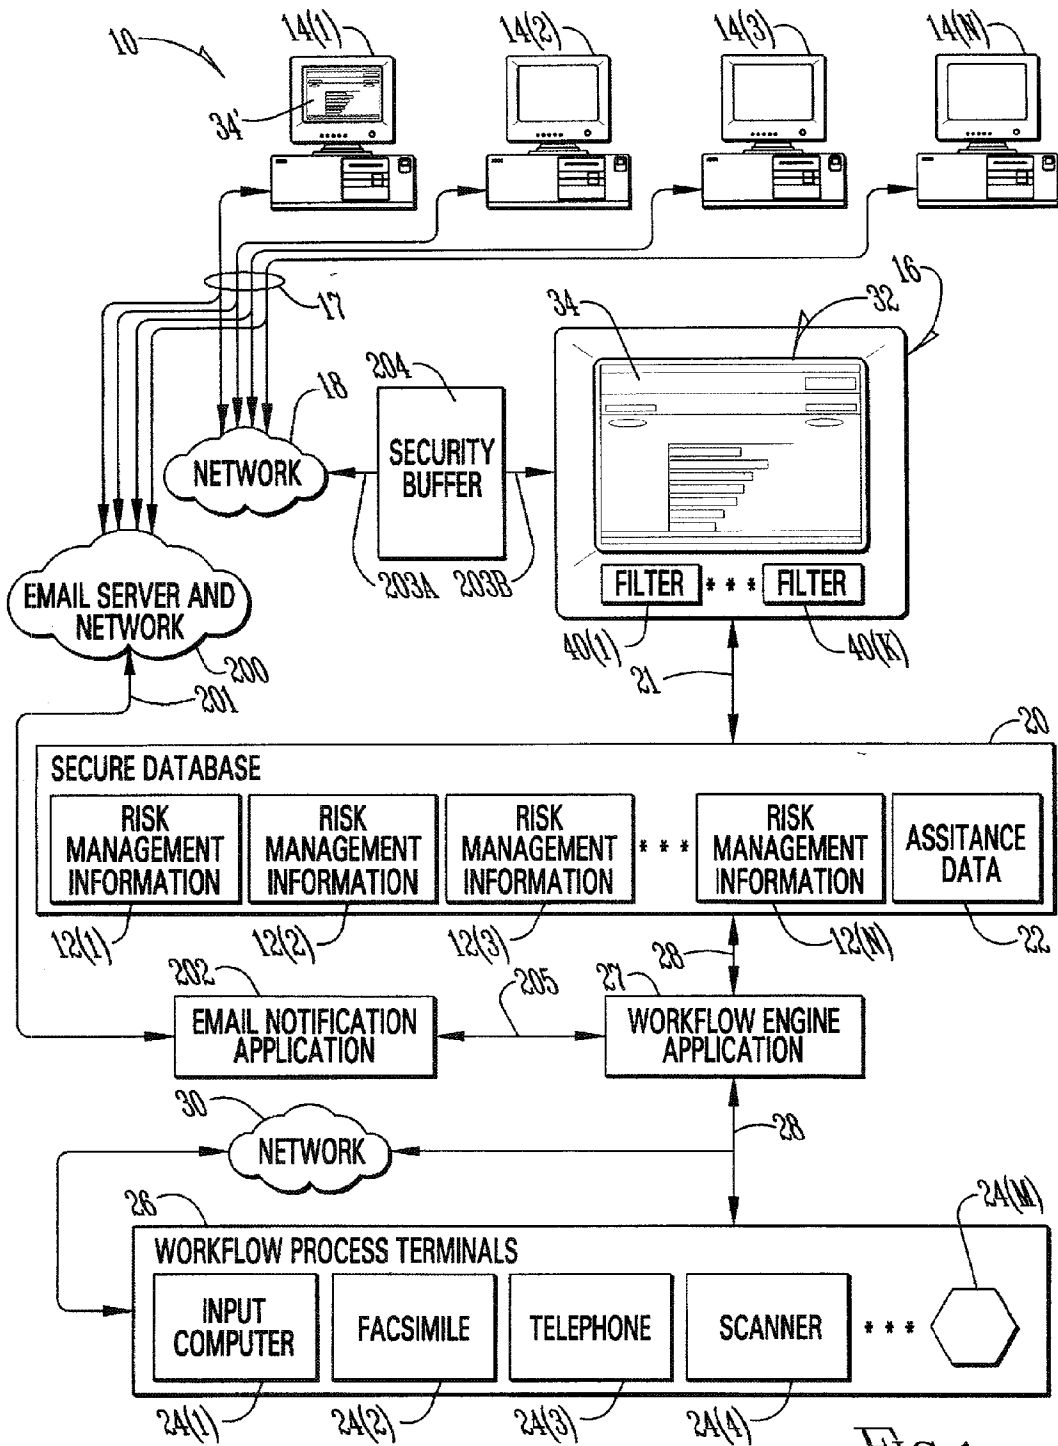 10
14(1)
14(2)
14(3)
14(N)
34'
17
34
32
16
18
204
NETWORK
SECURITY
BUFFER
203A
203B
EMAIL SERVER AND
NETWORK
FILTER * * * FILTER
40(1)
40(K)
200
201
21
20
SECURE DATABASE
RISK
MANAGEMENT
INFORMATION
RISK
MANAGEMENT
INFORMATION
RISK
MANAGEMENT
INFORMATION
* * *
RISK
MANAGEMENT
INFORMATION
ASSITANCE
DATA
12(1)
12(2)
12(3)
28
12(N)
22
202
205
27
EMAIL NOTIFICATION
APPLICATION
WORKFLOW ENGINE
APPLICATION
30
NETWORK
28
26
24(M)
WORKFLOW PROCESS TERMINALS
INPUT
COMPUTER
FACSIMILE
TELEPHONE
SCANNER
* * *
24(1)
24(2)
24(3)
24(4)